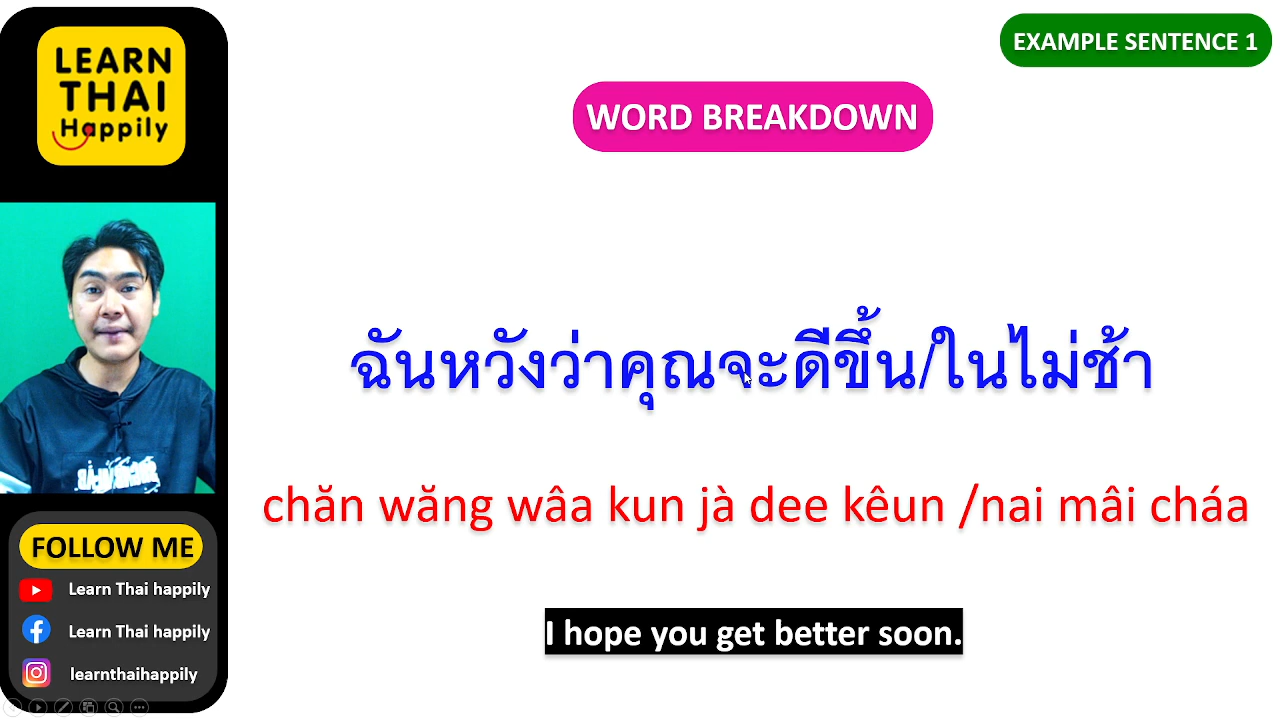 LEARN
THAI
Happily
EXAMPLE SENTENCE 1
WORD BREAKDOWN
ฉันหวังว่าคุณจะดีขึ้น/ในไม่ช้า
chăn wăng wâa kun jà dee kêun /nai mâi cháa
I hope you get better soon.
FOLLOW ME
Learn Thai happily
Learn Thai happily
learnthaihappily